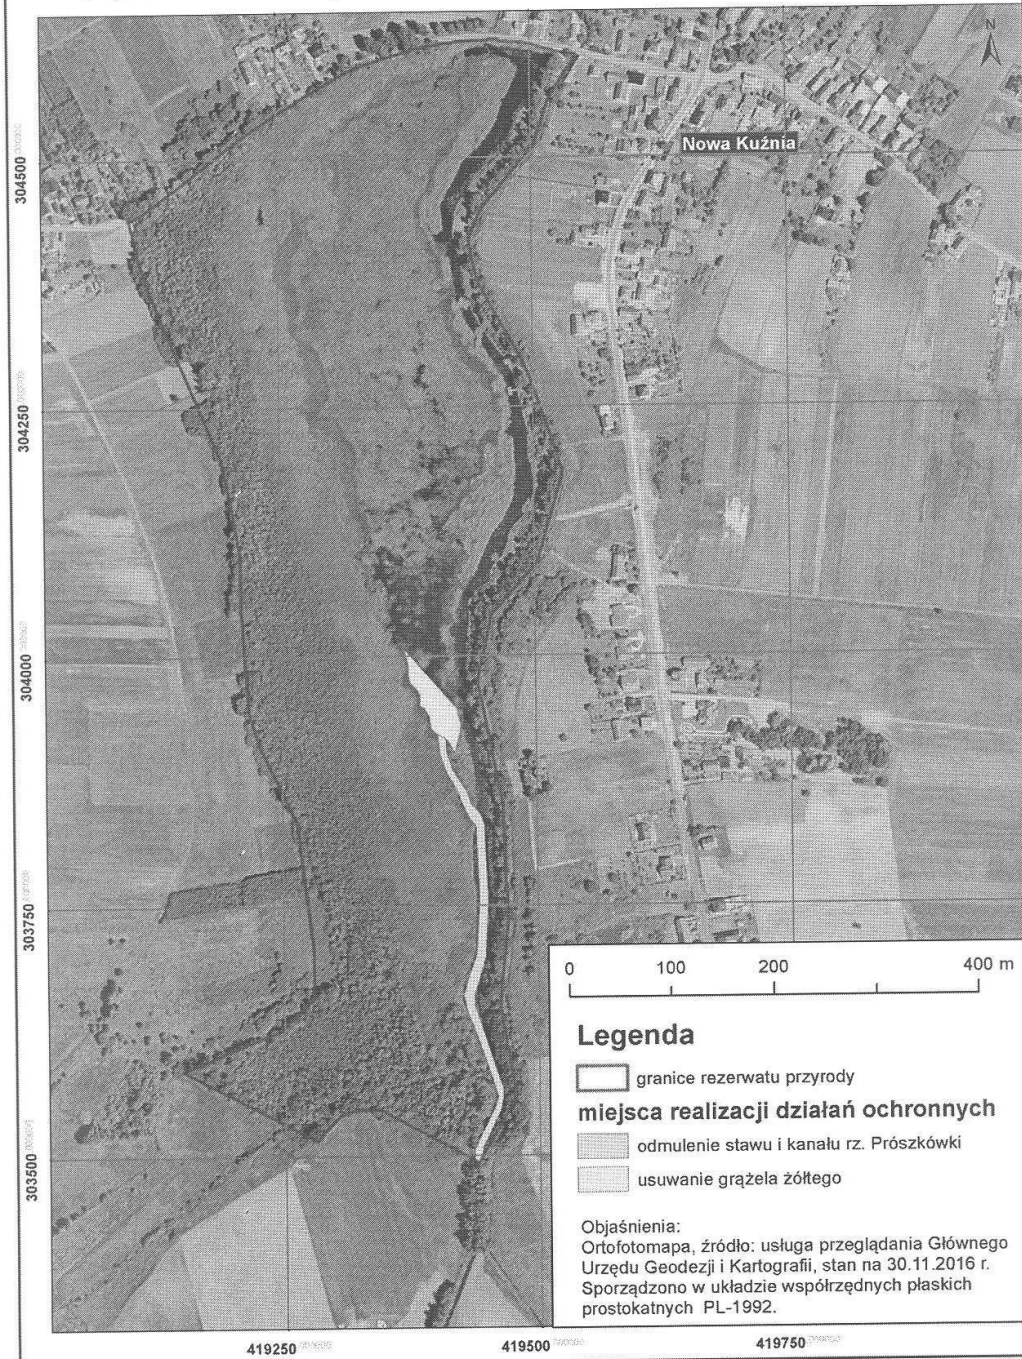 N
Nowa Kuźnia
304500
304250
304000
303750
303500
0 100 200 400 m
Legenda
granice rezerwatu przyrody
miejsca realizacji działań ochronnych
odmulenie stawu i kanału rz. Prószkówki
usuwanie grążela żółtego
Objaśnienia:
Ortofotomapa, źródło: usługa przeglądania Głównego
Urzędu Geodezji i Kartografii, stan na 30.11.2016 r.
Sporządzono w układzie współrzędnych płaskich
prostokatnych PL-1992.
419250 419500 419750